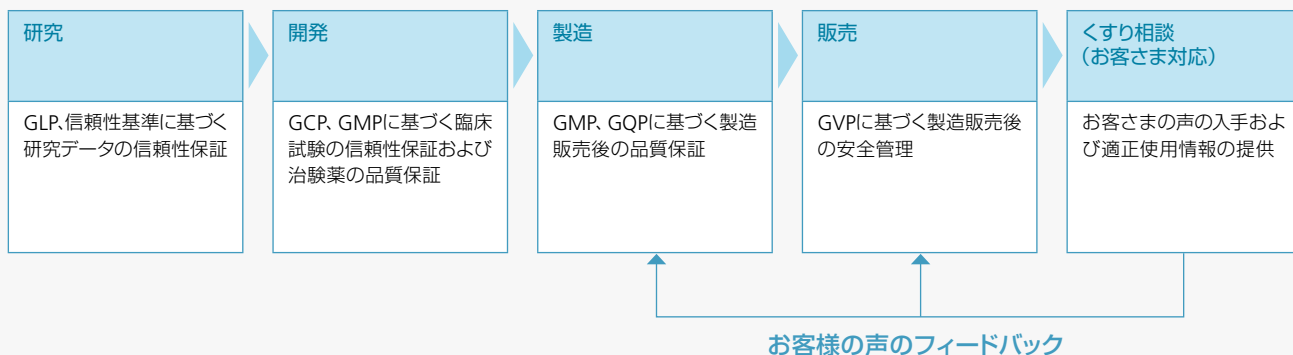 研究
GLP、信頼性基準に基づく
研究データの信頼性保証
開発
GCP、GMPに基づく臨床
試験の信頼性保証および
治験薬の品質保証
製造
GMP、GQPに基づく製造
販売後の品質保証
販売
GVPに基づく製造販売後
の安全管理
くすり相談
（お客さま対応）
お客さまの声の入手およ
び適正使用情報の提供
お客様の声のフィードバック